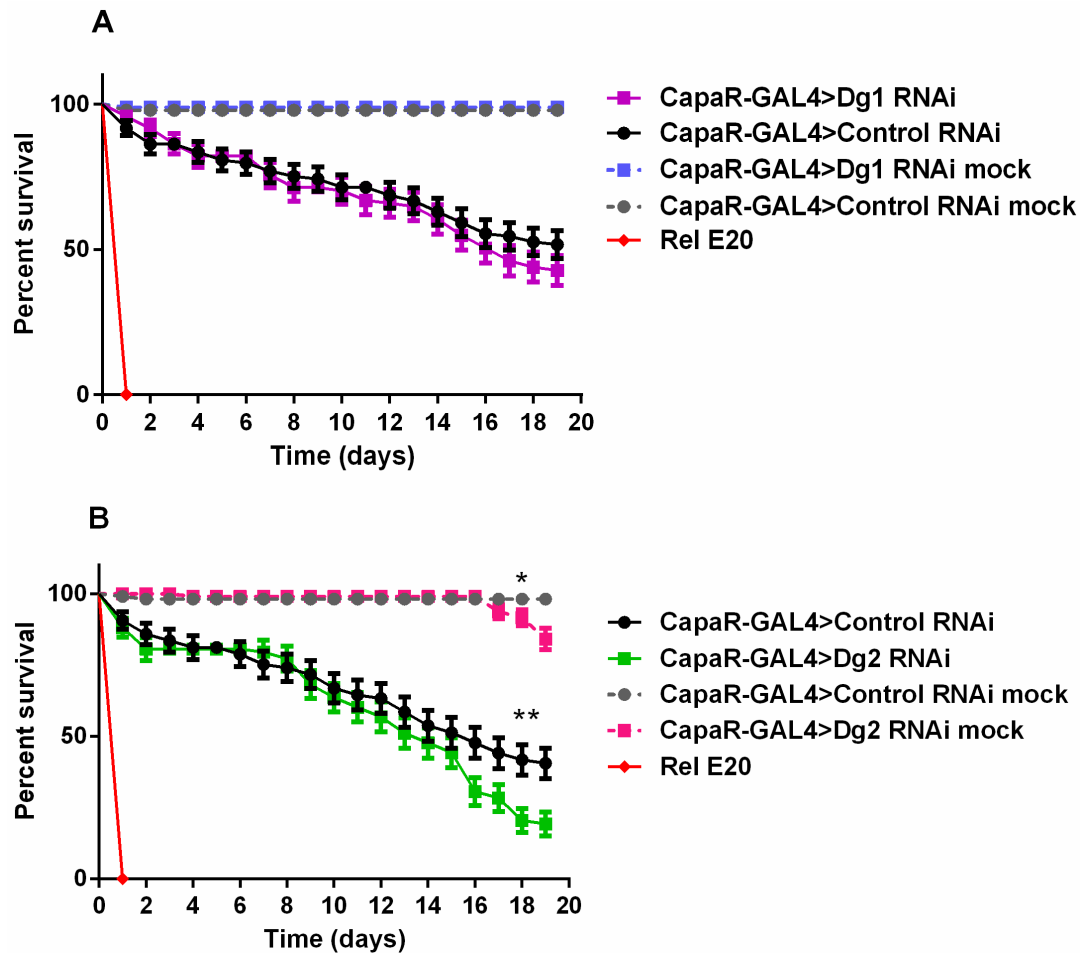 A
Percent survival
100
50
0
0 2 4 6 8 10 12 14 16 18 20
Time (days)
CapaR-GAL4>Dg1 RNAi
CapaR-GAL4>Control RNAi
CapaR-GAL4>Dg1 RNAi mock
CapaR-GAL4>Control RNAi mock
Rel E20
B
Percent survival
100
50
0
*
**
0 2 4 6 8 10 12 14 16 18 20
Time (days)
CapaR-GAL4>Control RNAi
CapaR-GAL4>Dg2 RNAi
CapaR-GAL4>Control RNAi mock
CapaR-GAL4>Dg2 RNAi mock
Rel E20